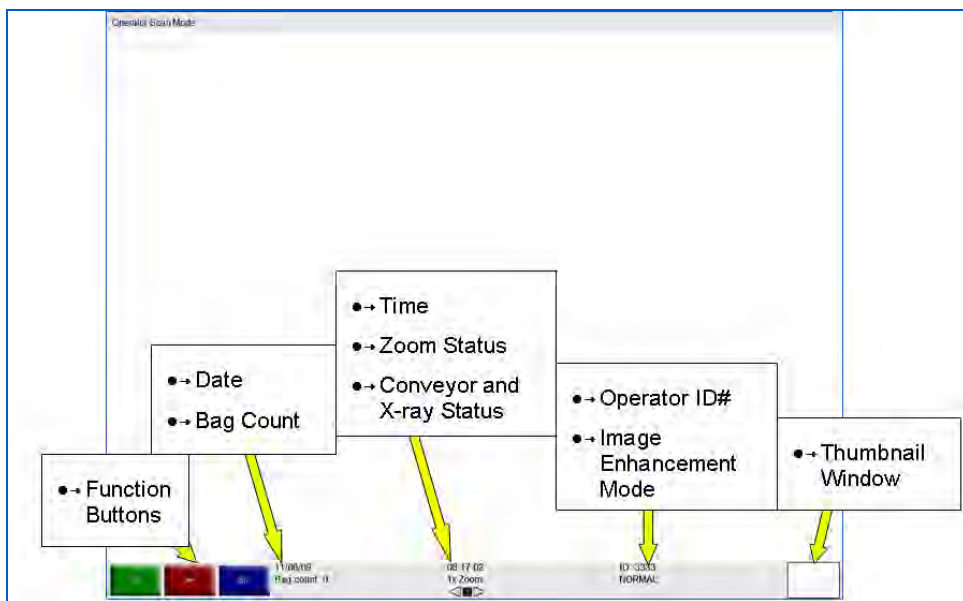 Operator Scan Mode
●→ Time
●→ Zoom Status
●→ Conveyor and
X-ray Status
●→ Date
●→ Bag Count
●→ Operator ID#
●→ Image
Enhancement
Mode
●→ Thumbnail
Window
●→ Function
Buttons
11/06/09
Bag count: 0
08:17:02
1x Zoom
ID: 3333
NORMAL